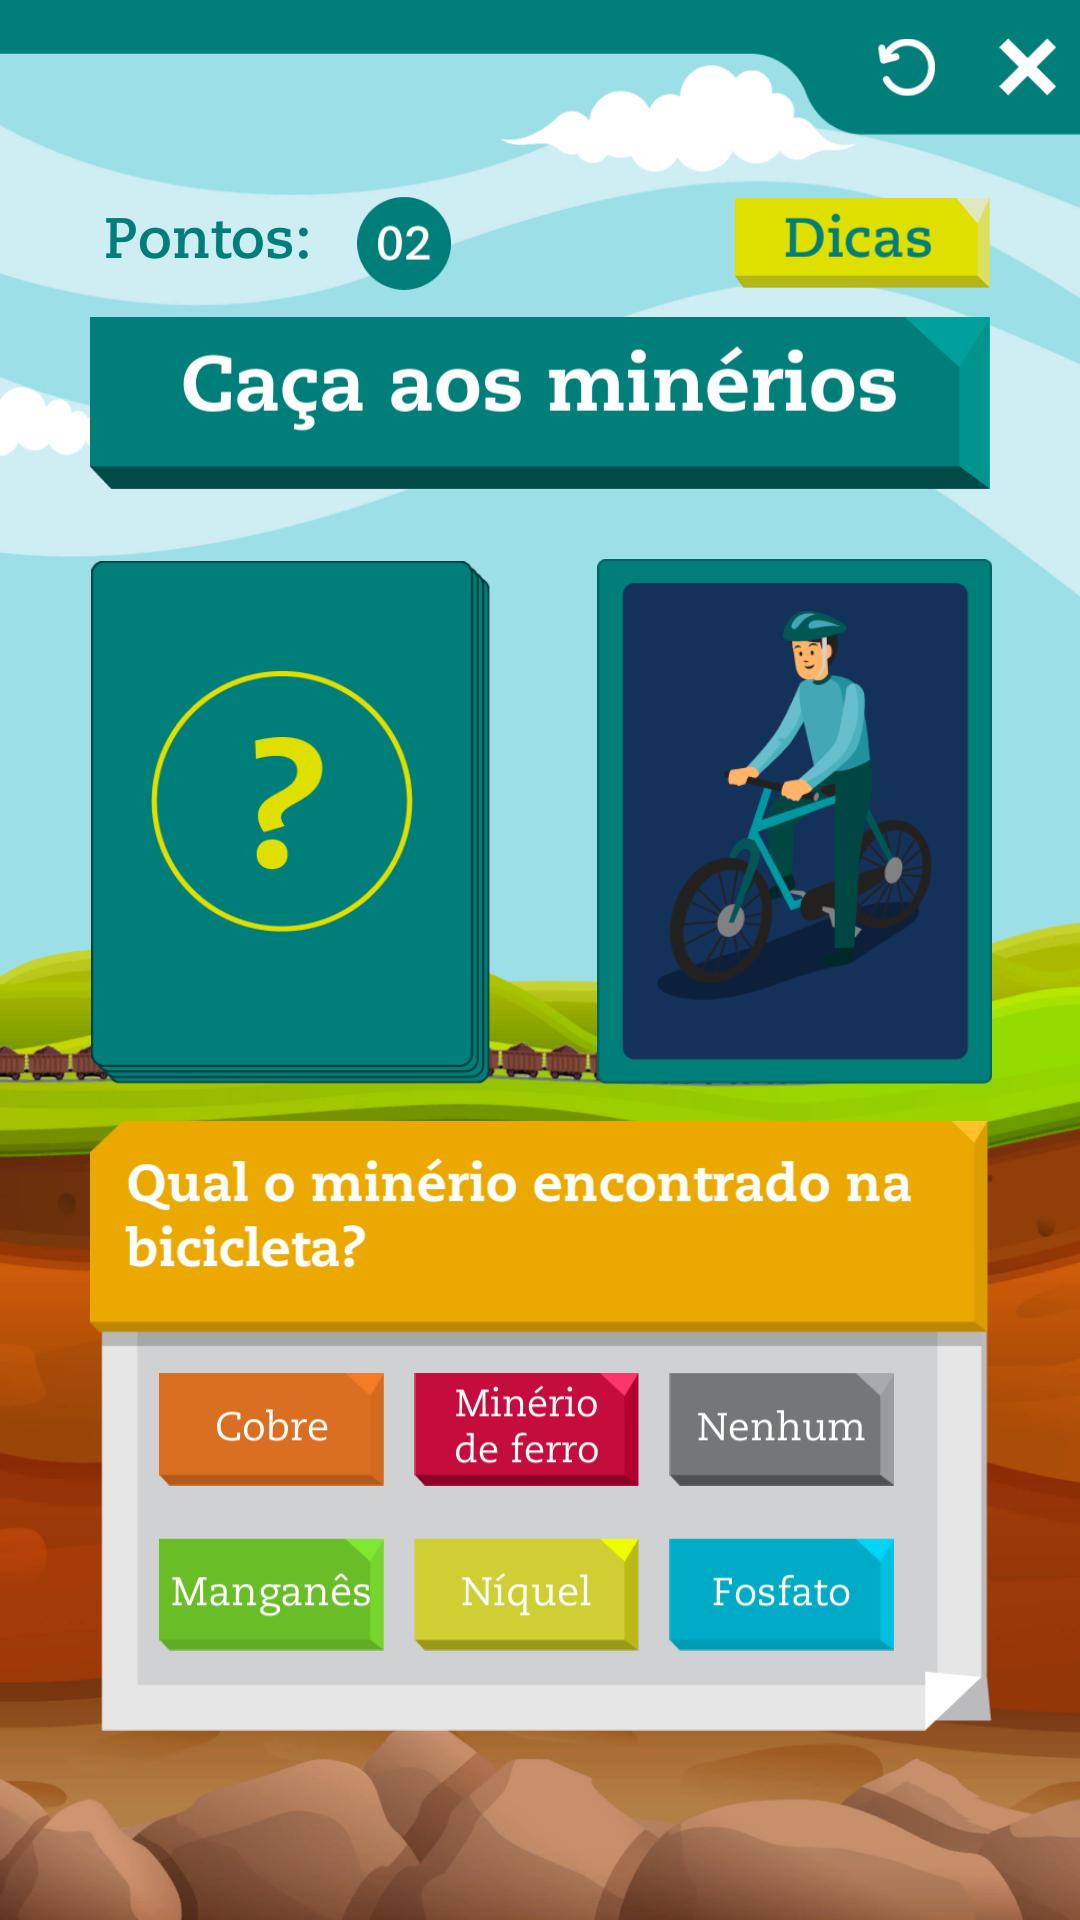 Pontos: 02
Dicas
Caça aos minérios
?
Qual o minério encontrado na
bicicleta?
Cobre
Minério
de ferro
Nenhum
Manganês
Níquel
Fosfato